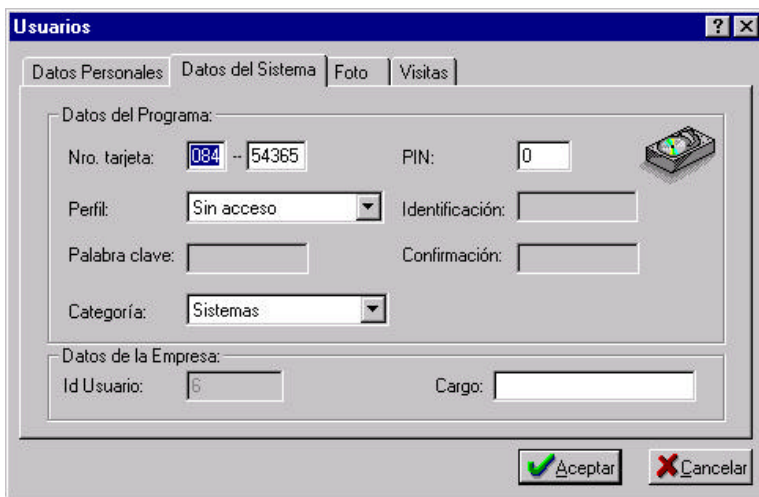 Usuarios
Datos Personales Datos del Sistema Foto Visitas
Datos del Programa:
Nro. tarjeta: 084 -- 54365 PIN: 0
Perfil: Sin acceso Identificación:
Palabra clave: Confirmación:
Categoría: Sistemas
Datos de la Empresa:
Id Usuario: 6 Cargo:
Aceptar Cancelar